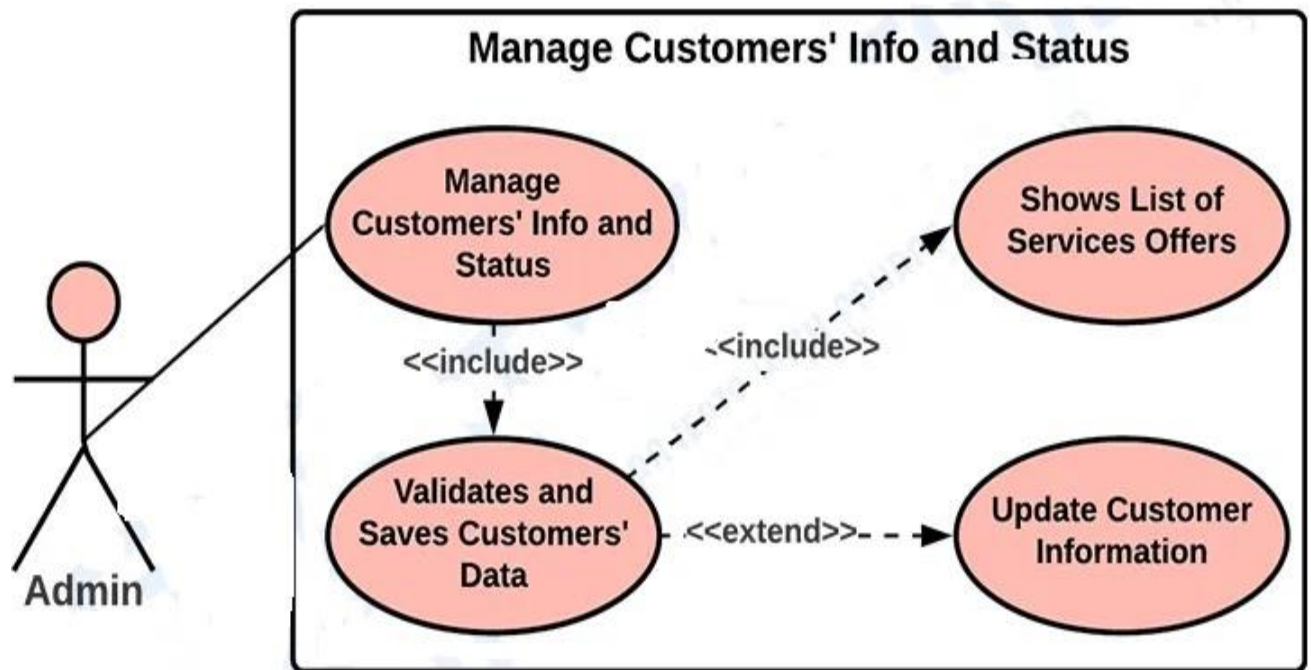 Manage Customers' Info and Status
Manage
Customers' Info and
Status
Shows List of
Services Offers
<<include>>
<<include>>
Validates and
Saves Customers'
Data
<<extend>>
Update Customer
Information
Admin